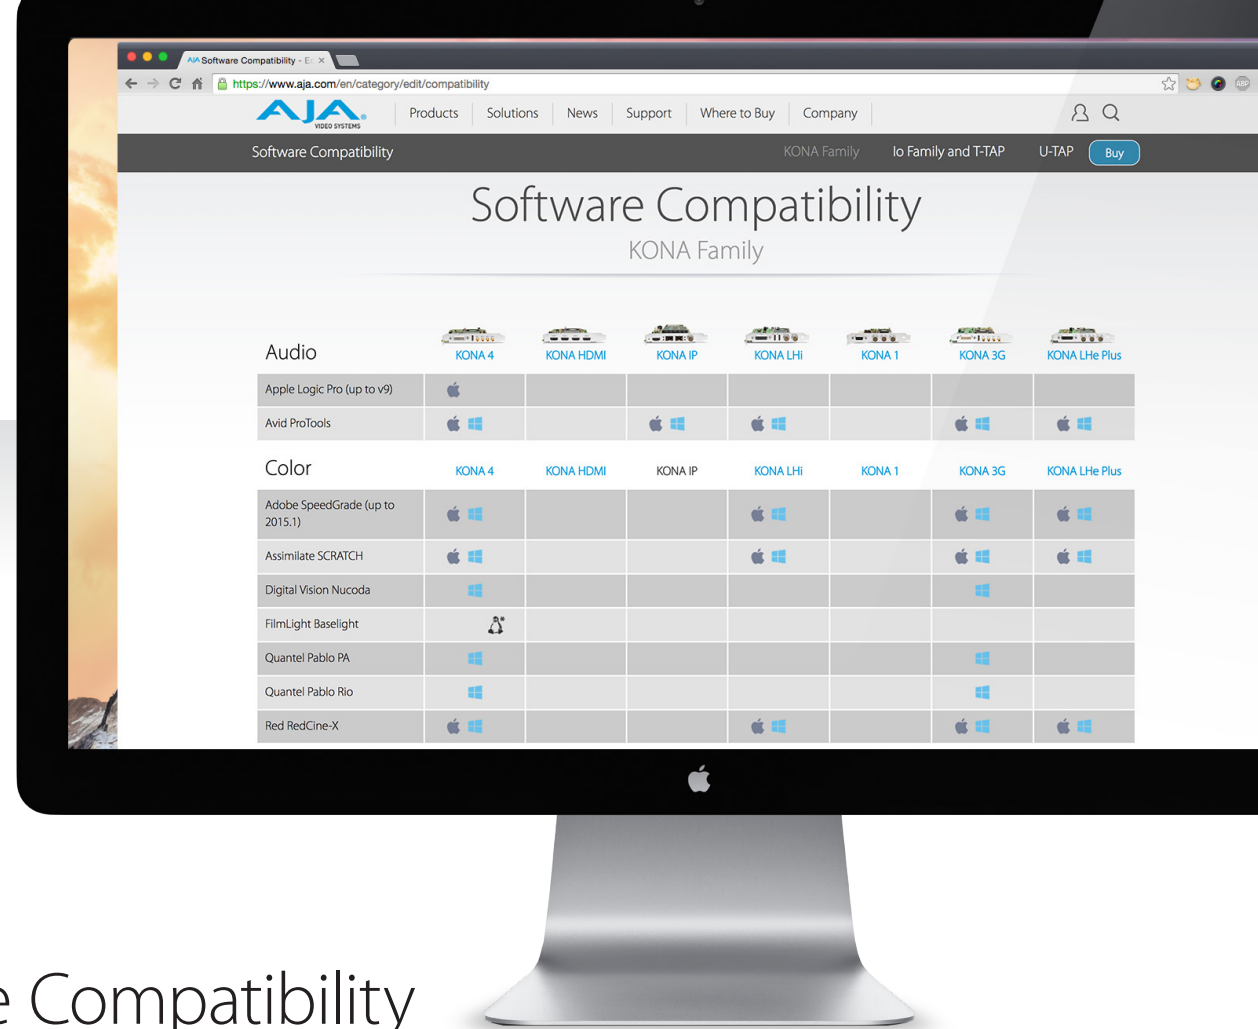 AJA Software Compatibility - Ec
https://www.aja.com/en/category/edit/compatibility
ABP
AJA
VIDEO SYSTEMS
Products Solutions News Support Where to Buy Company
Software Compatibility KONA Family Io Family and T-TAP U-TAP Buy
Software Compatibility
KONA Family
Audio KONA 4 KONA HDMI KONA IP KONA LHi KONA 1 KONA 3G KONA LHe Plus
Apple Logic Pro (up to v9)
Avid ProTools
Color KONA 4 KONA HDMI KONA IP KONA LHi KONA 1 KONA 3G KONA LHe Plus
Adobe SpeedGrade (up to
2015.1)
Assimilate SCRATCH
Digital Vision Nucoda
FilmLight Baselight *
Quantel Pablo PA
Quantel Pablo Rio
Red RedCine-X
e Compatibility